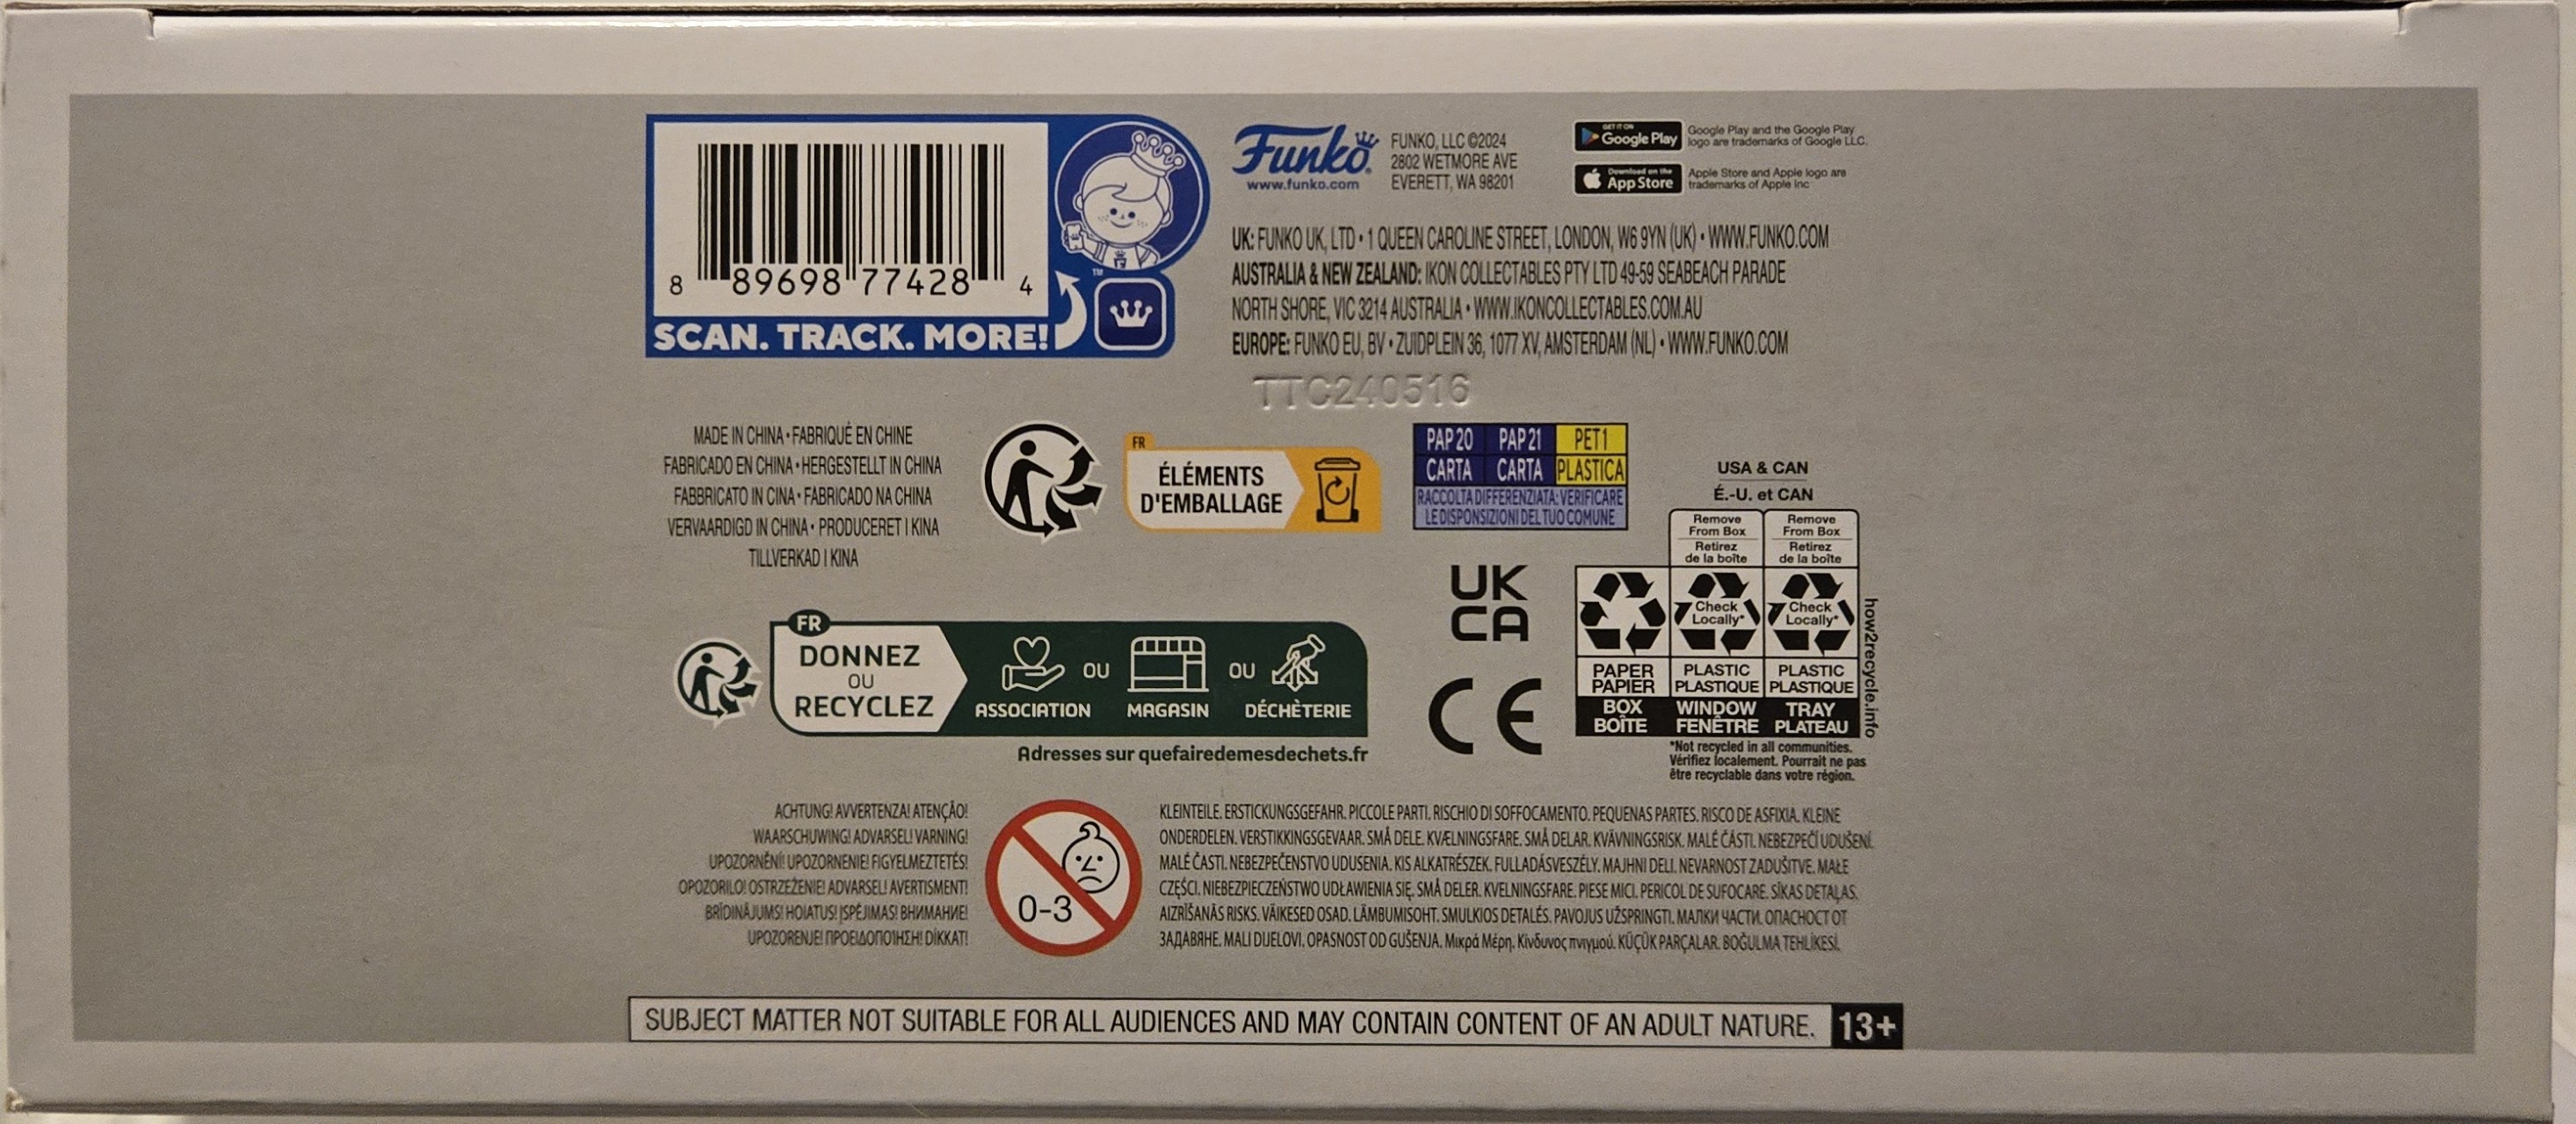 8 89698 77428 4
SCAN. TRACK. MORE!
TM
Funko®
www.funko.com
FUNKO, LLC ©2024
2802 WETMORE AVE
EVERETT, WA 98201
GET IT ON
Google Play
Google Play and the Google Play
logo are trademarks of Google LLC.
Download on the
App Store
Apple Store and Apple logo are
trademarks of Apple Inc
UK: FUNKO UK, LTD • 1 QUEEN CAROLINE STREET, LONDON, W6 9YN (UK) • WWW.FUNKO.COM
AUSTRALIA & NEW ZEALAND: IKON COLLECTABLES PTY LTD 49-59 SEABEACH PARADE
NORTH SHORE, VIC 3214 AUSTRALIA • WWW.IKONCOLLECTABLES.COM.AU
EUROPE: FUNKO EU, BV • ZUIDPLEIN 36, 1077 XV, AMSTERDAM (NL) • WWW.FUNKO.COM
TTC240516
MADE IN CHINA • FABRIQUÉ EN CHINE
FABRICADO EN CHINA • HERGESTELLT IN CHINA
FABBRICATO IN CINA • FABRICADO NA CHINA
VERVAARDIGD IN CHINA • PRODUCERET I KINA
TILLVERKAD I KINA
FR
ÉLÉMENTS
D'EMBALLAGE
PAP 20 PAP 21 PET 1
CARTA CARTA PLASTICA
RACCOLTA DIFFERENZIATA: VERIFICARE
LE DISPONSIZIONI DEL TUO COMUNE
USA & CAN
É.-U. et CAN
Remove
From Box
Retirez
de la boîte
Remove
From Box
Retirez
de la boîte
Check
Locally*
Check
Locally*
PAPER
PAPIER
PLASTIC
PLASTIQUE
PLASTIC
PLASTIQUE
BOX
BOÎTE
WINDOW
FENÊTRE
TRAY
PLATEAU
how2recycle.info
*Not recycled in all communities.
Vérifiez localement. Pourrait ne pas
être recyclable dans votre région.
UK
CA
CE
FR
DONNEZ
OU
RECYCLEZ
ASSOCIATION
OU
MAGASIN
OU
DÉCHÈTERIE
Adresses sur quefairedemesdechets.fr
ACHTUNG! AVVERTENZA! ATENÇÃO!
WAARSCHUWING! ADVARSEL! VARNING!
UPOZORNĚNÍ! UPOZORNENIE! FIGYELMEZTETÉS!
OPOZORILO! OSTRZEŻENIE! ADVARSEL! AVERTISMENT!
BRĪDINĀJUMS! HOIATUS! ĮSPĖJIMAS! ВНИМАНИЕ!
UPOZORENJE! ΠΡΟΕΙΔΟΠΟΊΗΣΗ! DİKKAT!
0-3
KLEINTEILE. ERSTICKUNGSGEFAHR. PICCOLE PARTI. RISCHIO DI SOFFOCAMENTO. PEQUENAS PARTES. RISCO DE ASFIXIA. KLEINE
ONDERDELEN. VERSTIKKINGSGEVAAR. SMÅ DELE. KVÆLNINGSFARE. SMÅ DELAR. KVÄVNINGSRISK. MALÉ ČÁSTI. NEBEZPEČÍ UDUŠENÍ.
MALÉ ČASTI. NEBEZPEČENSTVO UDUSENIA. KIS ALKATRÉSZEK. FULLADÁSVESZÉLY. MAJHNI DELI. NEVARNOST ZADUŠITVE. MAŁE
CZĘŚCI. NIEBEZPIECZEŃSTWO UDŁAWIENIA SIĘ. SMÅ DELER. KVELNINGSFARE. PIESE MICI. PERICOL DE SUFOCARE. SĪKAS DETAĻAS.
AIZRĪŠANĀS RISKS. VÄIKESED OSAD. LÄMBUMISOHT. SMULKIOS DETALĖS. PAVOJUS UŽSPRINGTI. МАЛКИ ЧАСТИ. ОПАСНОСТ ОТ
ЗАДАВЯНЕ. MALI DIJELOVI, OPASNOST OD GUŠENJA. Μικρά Μέρη. Κίνδυνος πνιγμού. KÜÇÜK PARÇALAR. BOĞULMA TEHLİKESİ.
SUBJECT MATTER NOT SUITABLE FOR ALL AUDIENCES AND MAY CONTAIN CONTENT OF AN ADULT NATURE. 13+